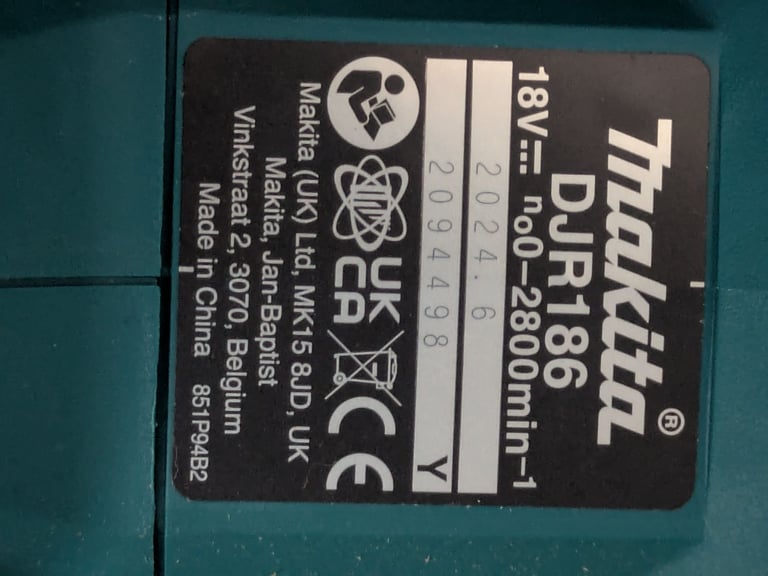 Makita®
DJR186
18V⎓ n₀0-2800min⁻¹
2024.6
2094498 Y
UK
CA
CE
Makita (UK) Ltd, MK15 8JD, UK
Makita, Jan-Baptist
Vinkstraat 2, 3070, Belgium
Made in China 851P94B2